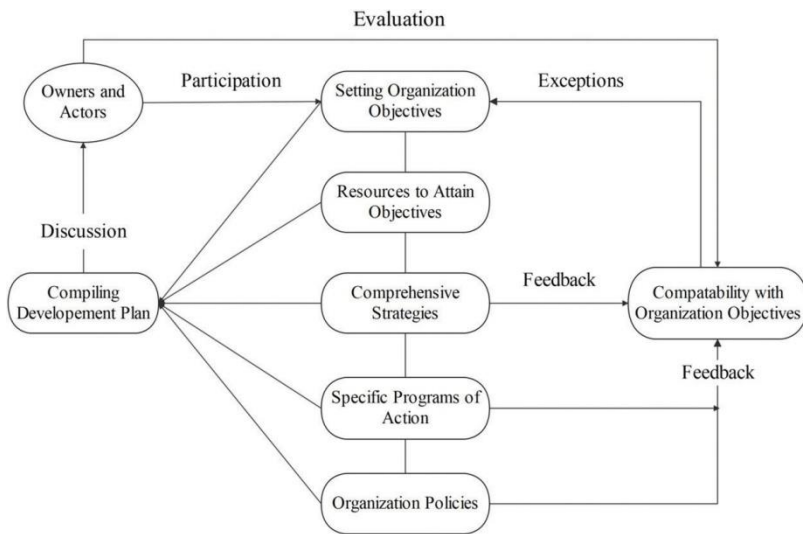 Evaluation
Owners and
Actors
Participation
Setting Organization
Objectives
Exceptions
Resources to Attain
Objectives
Discussion
Compiling
Developement Plan
Comprehensive
Strategies
Feedback
Compatability with
Organization Objectives
Feedback
Specific Programs of
Action
Organization Policies